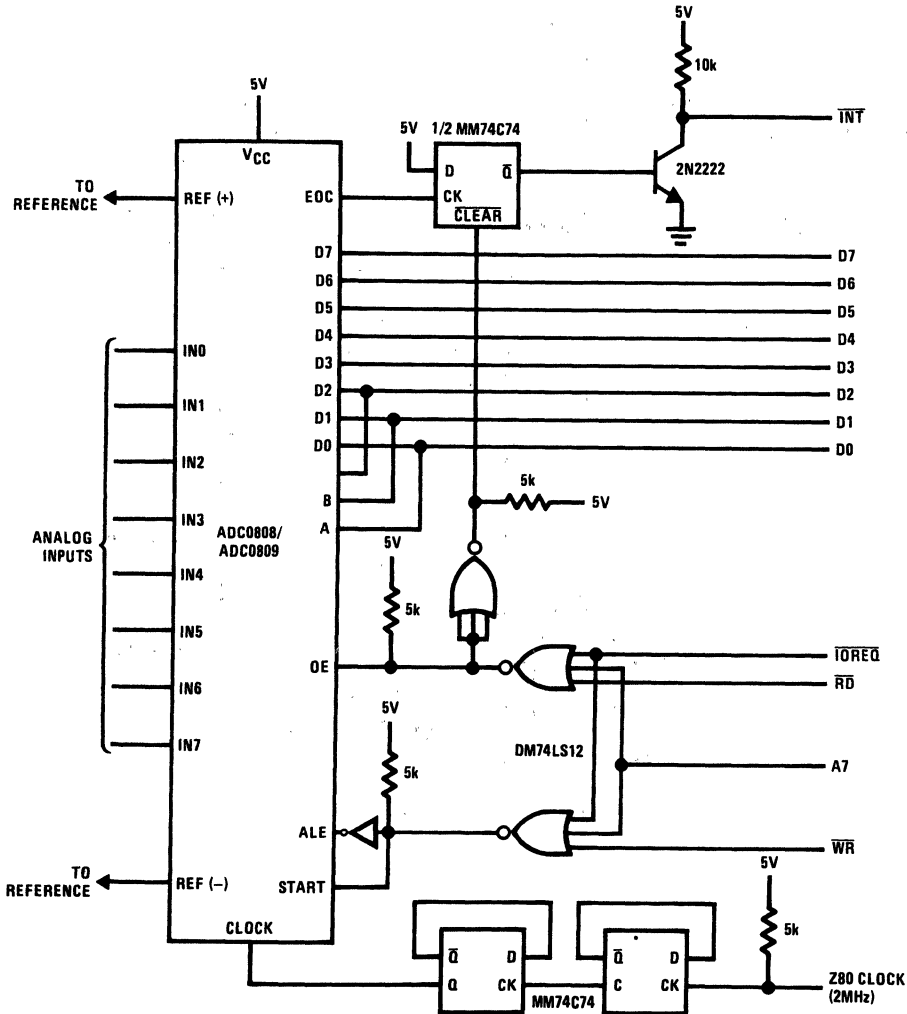 5V
10k
INT
5V
VCC
5V
1/2 MM74C74
D
Q
CK
CLEAR
2N2222
TO
REFERENCE
REF (+)
EOC
D7
D7
D6
D6
D5
D5
D4
D4
D3
D3
D2
D2
D1
D1
D0
D0
IN0
IN1
IN2
IN3
IN4
IN5
IN6
IN7
ANALOG
INPUTS
ADC0808/
ADC0809
B
A
5k
5V
5V
5k
OE
IOREQ
RD
DM74LS12
5V
5k
A7
ALE
WR
TO
REFERENCE
REF (–)
START
CLOCK
5V
5k
Q
D
Q
CK
MM74C74
Q
D
C
CK
Z80 CLOCK
(2MHz)